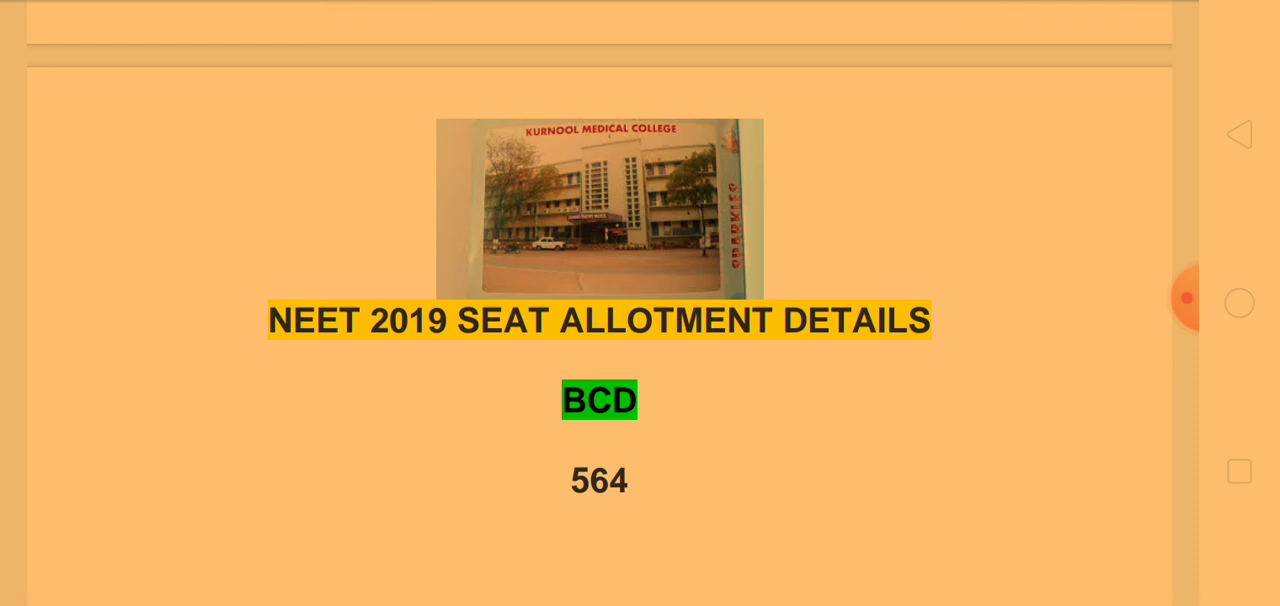 KURNOOL MEDICAL COLLEGE
SPARKLES
NEET 2019 SEAT ALLOTMENT DETAILS
BCD
564